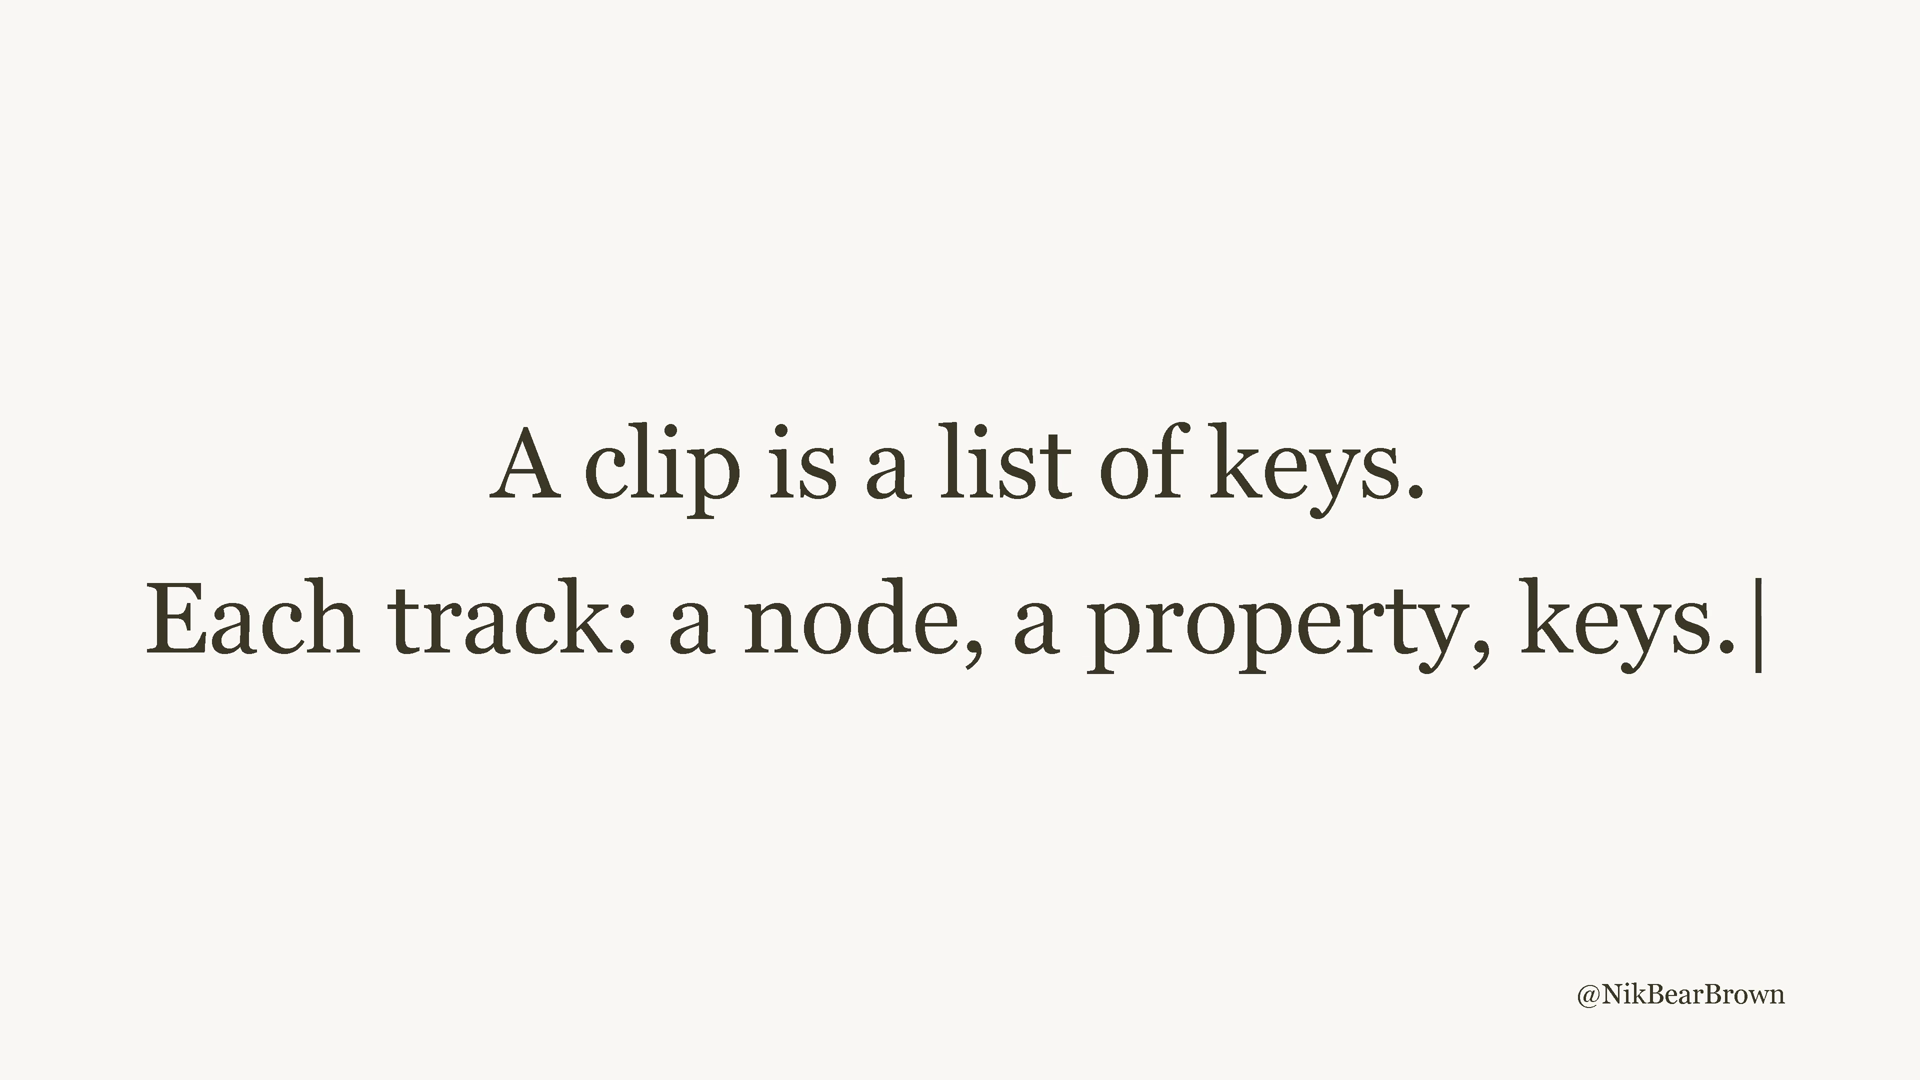 A clip is a list of keys.
Each track: a node, a property, keys.|
@NikBearBrown